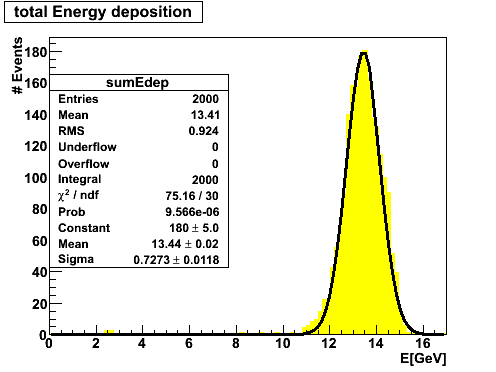 total Energy deposition
# Events
180
160
140
120
100
80
60
40
20
0
sumEdep
Entries 2000
Mean 13.41
RMS 0.924
Underflow 0
Overflow 0
Integral 2000
χ² / ndf 75.16 / 30
Prob 9.566e-06
Constant 180 ± 5.0
Mean 13.44 ± 0.02
Sigma 0.7273 ± 0.0118
0 2 4 6 8 10 12 14 16
E[GeV]